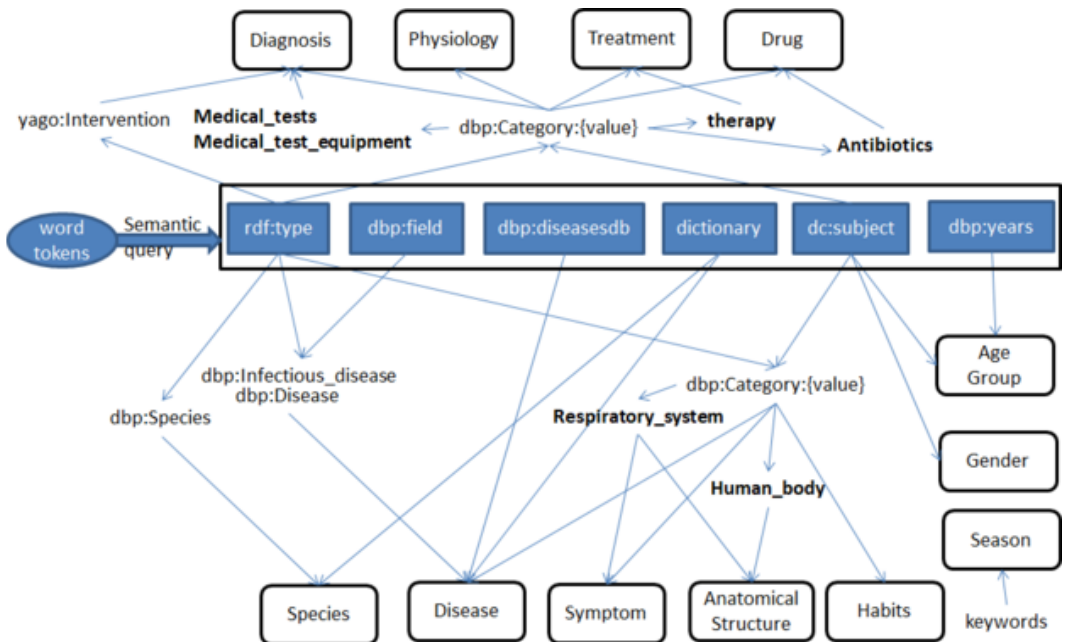 Diagnosis
Physiology
Treatment
Drug
yago:Intervention
Medical_tests
Medical_test_equipment
dbp:Category:{value}
therapy
Antibiotics
word
tokens
Semantic
query
rdf:type
dbp:field
dbp:diseasesdb
dictionary
dc:subject
dbp:years
dbp:Infectious_disease
dbp:Disease
dbp:Species
dbp:Category:{value}
Respiratory_system
Human_body
Age
Group
Gender
Season
keywords
Species
Disease
Symptom
Anatomical
Structure
Habits